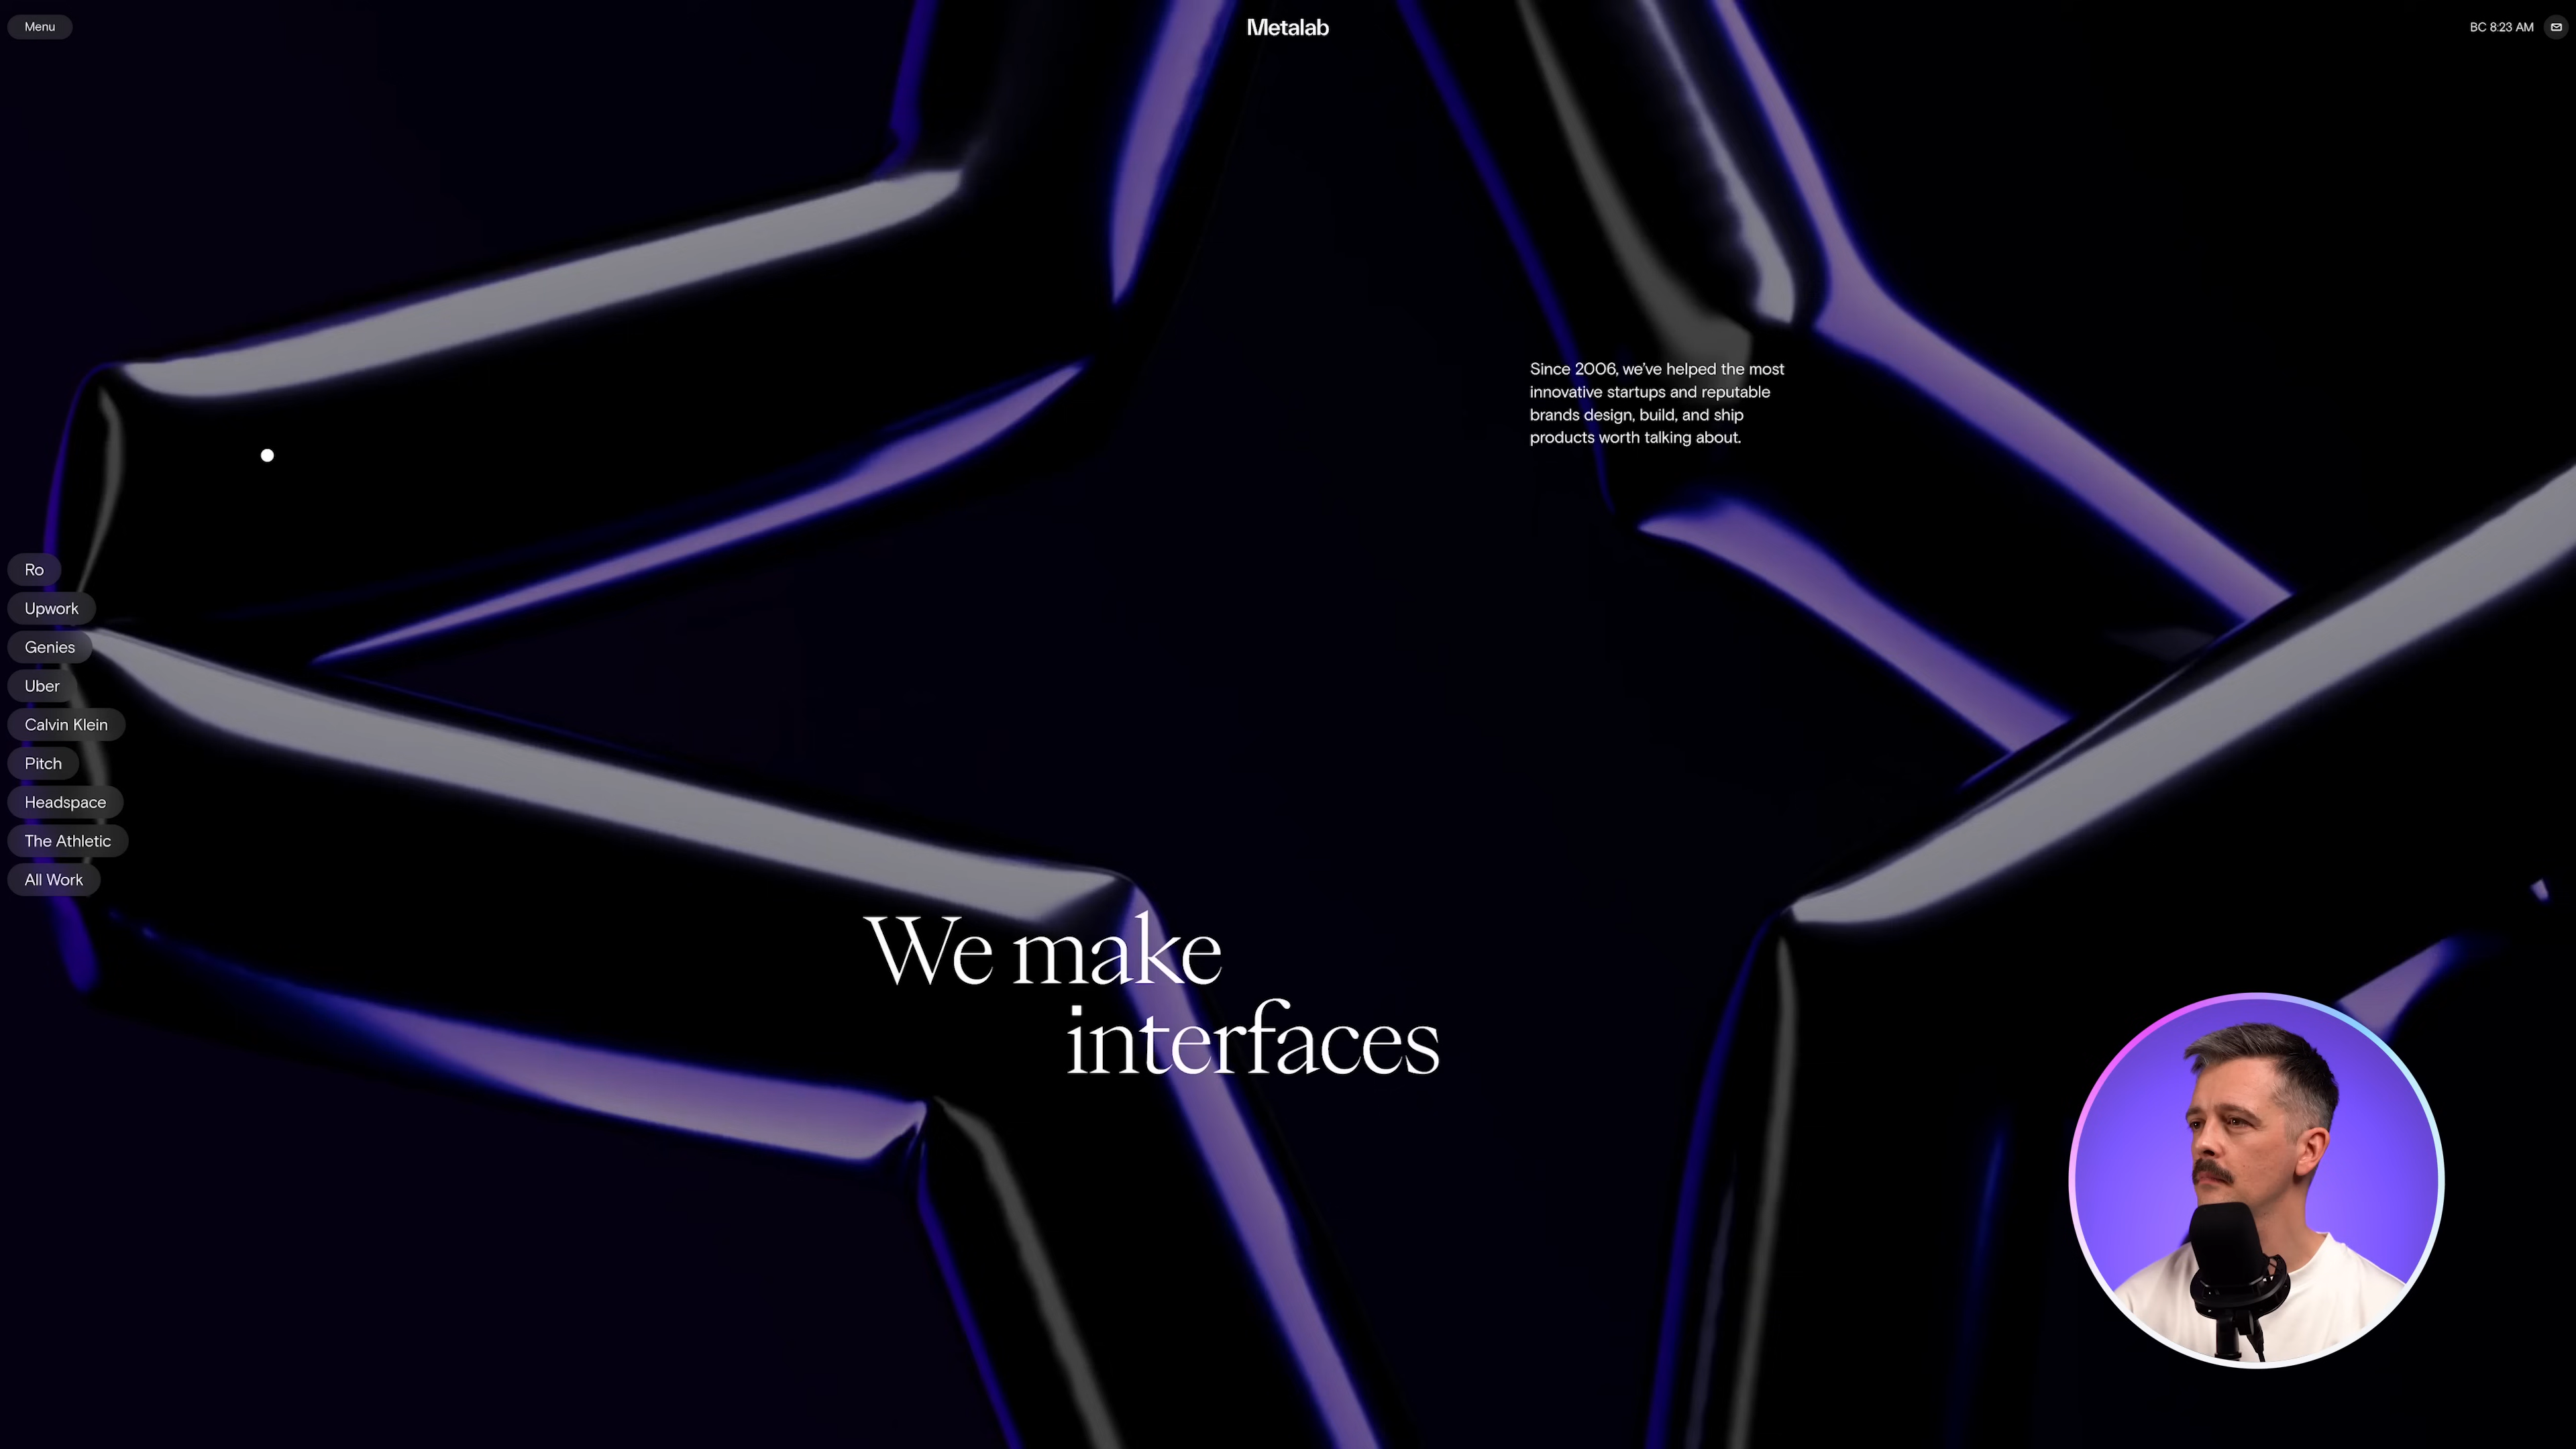 Menu
Metalab
BC 8:23 AM
Since 2006, we've helped the most
innovative startups and reputable
brands design, build, and ship
products worth talking about.
Ro
Upwork
Genies
Uber
Calvin Klein
Pitch
Headspace
The Athletic
All Work
We make
interfaces